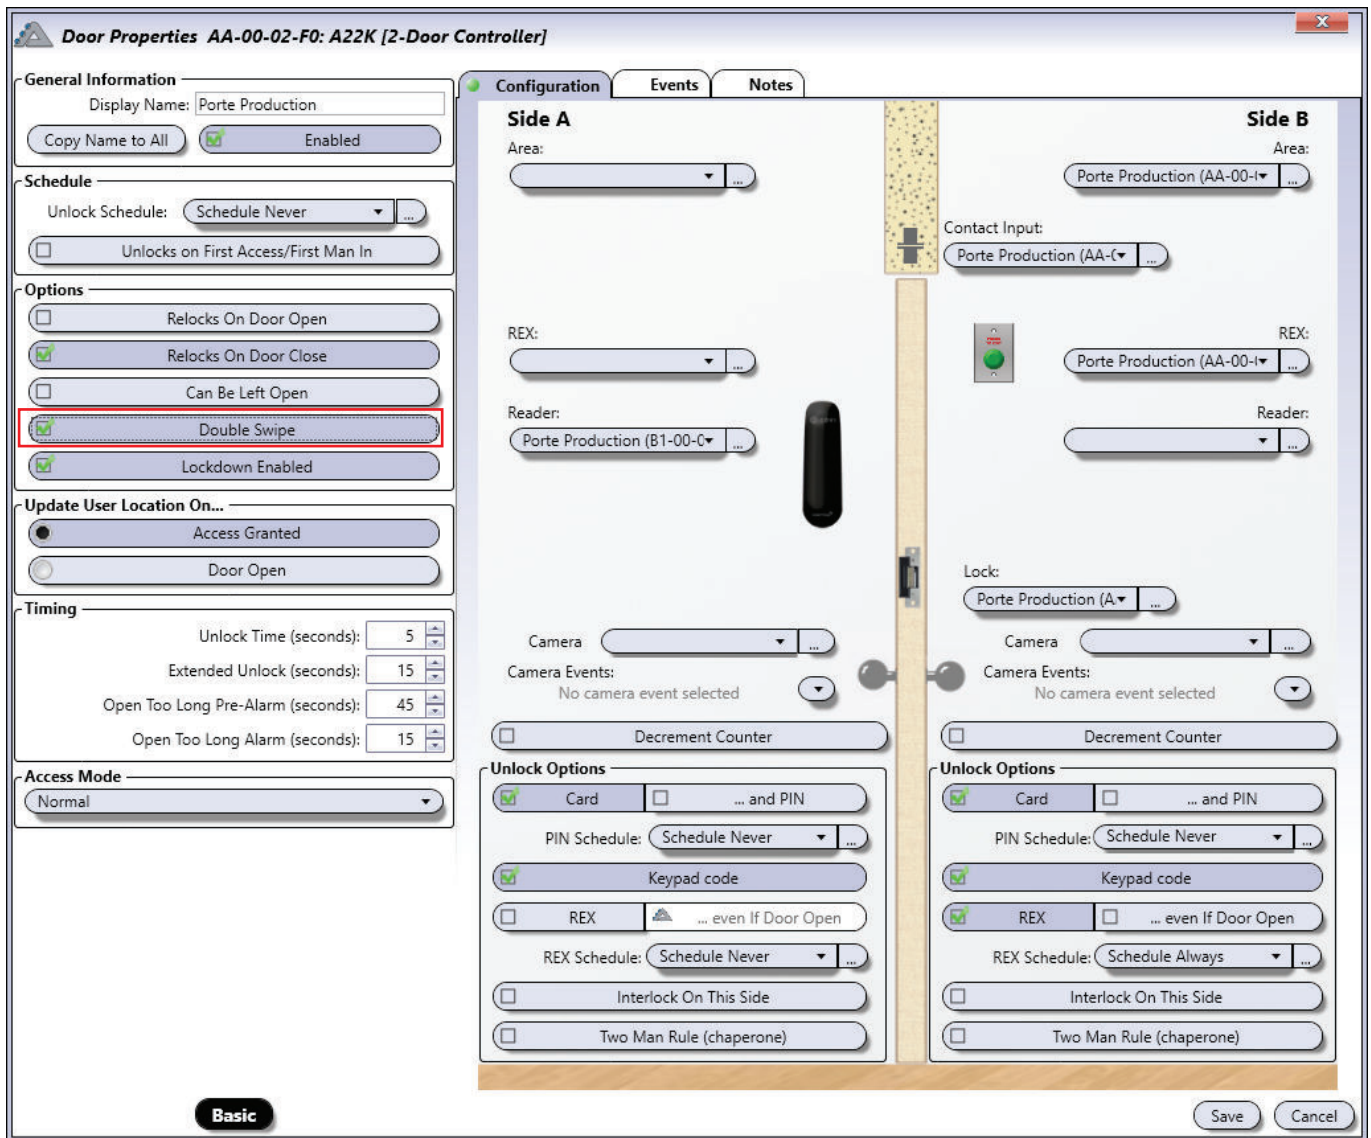 Door Properties AA-00-02-F0: A22K [2-Door Controller]
X
General Information
Display Name: Porte Production
Copy Name to All Enabled
Schedule
Unlock Schedule: Schedule Never ...
Unlocks on First Access/First Man In
Options
Relocks On Door Open
Relocks On Door Close
Can Be Left Open
Double Swipe
Lockdown Enabled
Update User Location On...
Access Granted
Door Open
Timing
Unlock Time (seconds): 5
Extended Unlock (seconds): 15
Open Too Long Pre-Alarm (seconds): 45
Open Too Long Alarm (seconds): 15
Access Mode
Normal
Basic
Configuration Events Notes
Side A
Area:
...
REX:
...
Reader:
Porte Production (B1-00-0 ...
Camera ...
Camera Events:
No camera event selected
Decrement Counter
Unlock Options
Card ... and PIN
PIN Schedule: Schedule Never ...
Keypad code
REX ... even If Door Open
REX Schedule: Schedule Never ...
Interlock On This Side
Two Man Rule (chaperone)
Side B
Area:
Porte Production (AA-00- ...
Contact Input:
Porte Production (AA- ...
REX:
Porte Production (AA-00- ...
Reader:
...
Lock:
Porte Production (A ...
Camera ...
Camera Events:
No camera event selected
Decrement Counter
Unlock Options
Card ... and PIN
PIN Schedule: Schedule Never ...
Keypad code
REX ... even If Door Open
REX Schedule: Schedule Always ...
Interlock On This Side
Two Man Rule (chaperone)
Save Cancel